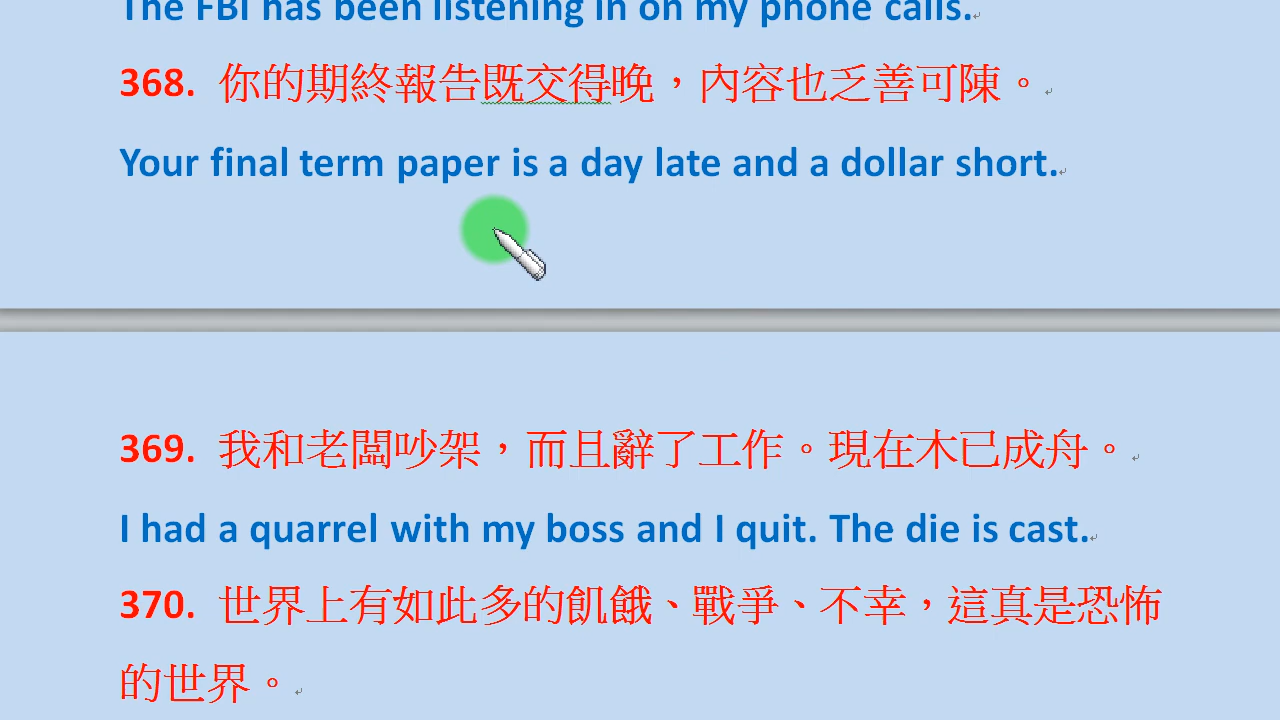 The FBI has been listening in on my phone calls.
368. 你的期終報告既交得晚，內容也乏善可陳。
Your final term paper is a day late and a dollar short.
369. 我和老闆吵架，而且辭了工作。現在木已成舟。
I had a quarrel with my boss and I quit. The die is cast.
370. 世界上有如此多的飢餓、戰爭、不幸，這真是恐怖
的世界。